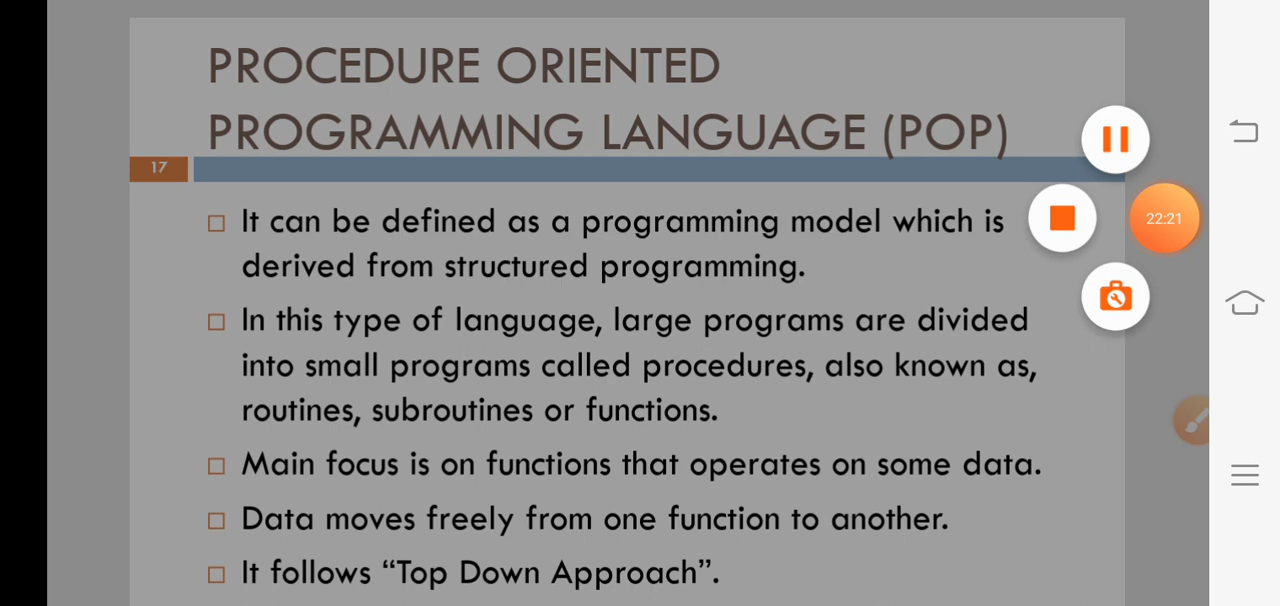 PROCEDURE ORIENTED
PROGRAMMING LANGUAGE (POP)
17
It can be defined as a programming model which is
derived from structured programming.
22:21
In this type of language, large programs are divided
into small programs called procedures, also known as,
routines, subroutines or functions.
Main focus is on functions that operates on some data.
Data moves freely from one function to another.
It follows “Top Down Approach”.